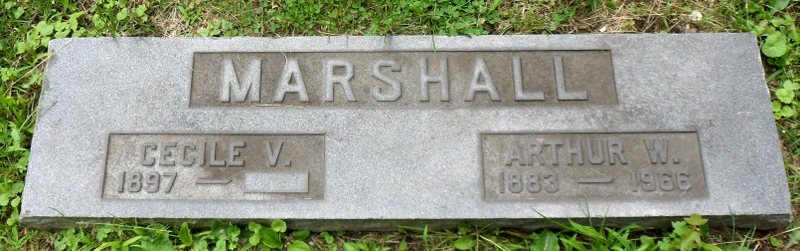 MARSHALL
CECILE V.
1897 —
ARTHUR W.
1883 — 1966